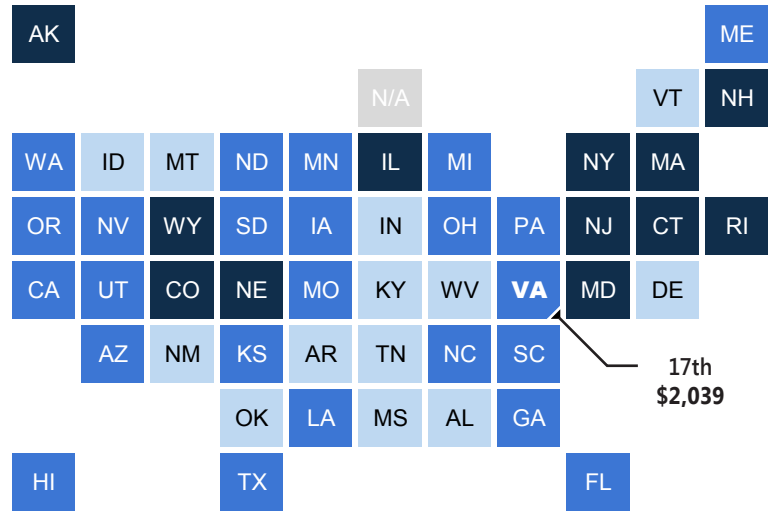 AK ME
N/A VT NH
WA ID MT ND MN IL MI NY MA
OR NV WY SD IA IN OH PA NJ CT RI
CA UT CO NE MO KY WV VA MD DE
AZ NM KS AR TN NC SC
17th
$2,039
OK LA MS AL GA
HI TX FL